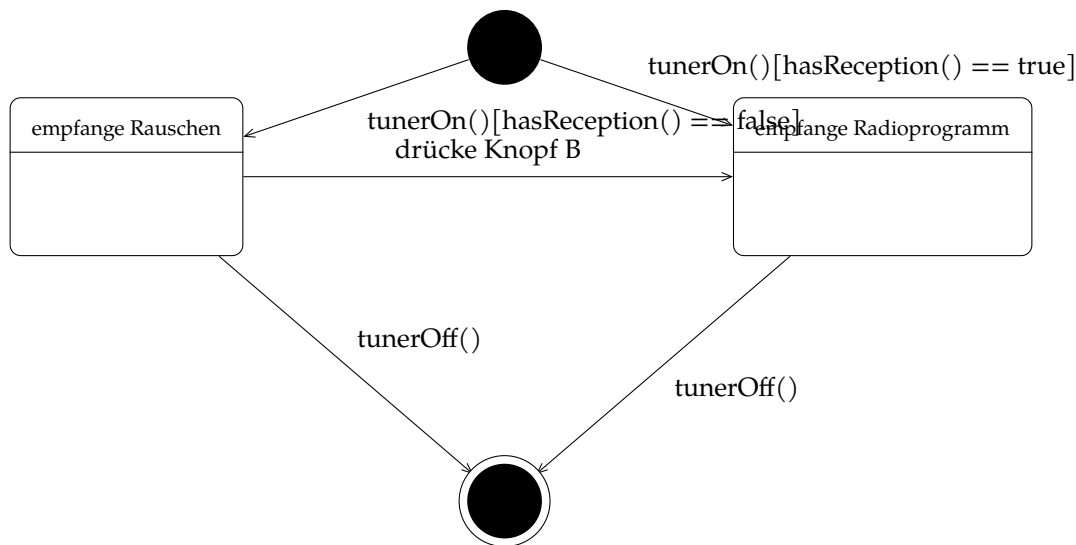 tunerOn()[hasReception() == true]
empfange Rauschen
tunerOn()[hasReception() == false]
empfange Radioprogramm
drücke Knopf B
tunerOff()
tunerOff()